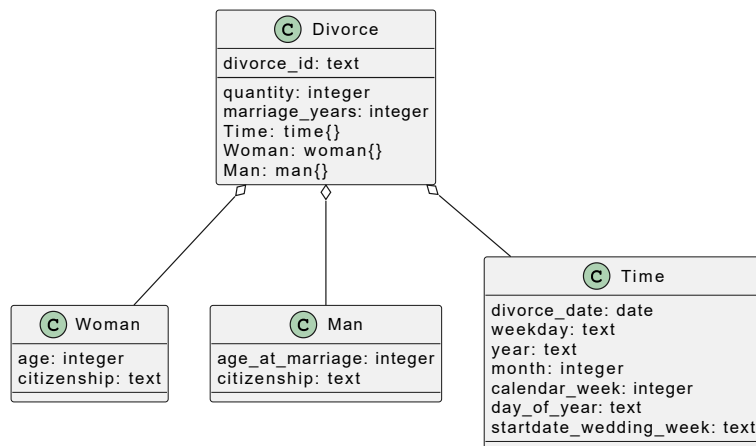 C Divorce
divorce_id: text
quantity: integer
marriage_years: integer
Time: time{}
Woman: woman{}
Man: man{}
C Woman
age: integer
citizenship: text
C Man
age_at_marriage: integer
citizenship: text
C Time
divorce_date: date
weekday: text
year: text
month: integer
calendar_week: integer
day_of_year: text
startdate_wedding_week: text